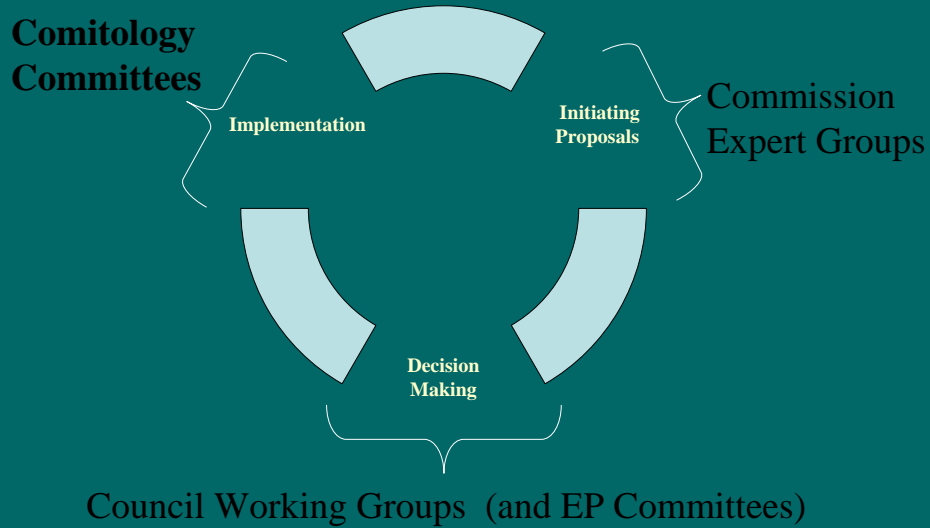 Comitology
Committees
Implementation
Initiating
Proposals
Commission
Expert Groups
Decision
Making
Council Working Groups (and EP Committees)